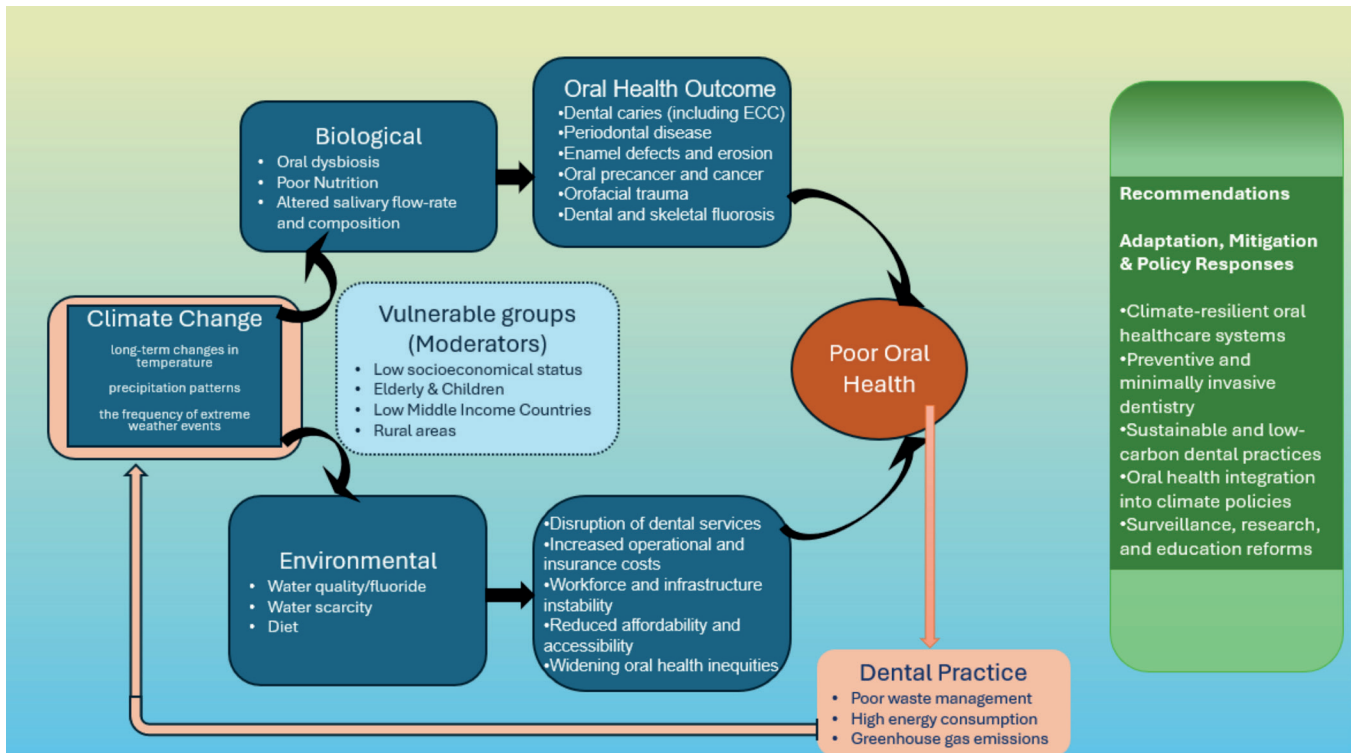 Climate Change
long-term changes in
temperature
precipitation patterns
the frequency of extreme
weather events
Biological
• Oral dysbiosis
• Poor Nutrition
• Altered salivary flow-rate
and composition
Oral Health Outcome
•Dental caries (including ECC)
•Periodontal disease
•Enamel defects and erosion
•Oral precancer and cancer
•Orofacial trauma
•Dental and skeletal fluorosis
Vulnerable groups
(Moderators)
• Low socioeconomical status
• Elderly & Children
• Low Middle Income Countries
• Rural areas
Environmental
• Water quality/fluoride
• Water scarcity
• Diet
•Disruption of dental services
•Increased operational and
insurance costs
•Workforce and infrastructure
instability
•Reduced affordability and
accessibility
•Widening oral health inequities
Poor Oral
Health
Dental Practice
• Poor waste management
• High energy consumption
• Greenhouse gas emissions
Recommendations
Adaptation, Mitigation
& Policy Responses
•Climate-resilient oral
healthcare systems
•Preventive and
minimally invasive
dentistry
•Sustainable and low-
carbon dental practices
•Oral health integration
into climate policies
•Surveillance, research,
and education reforms